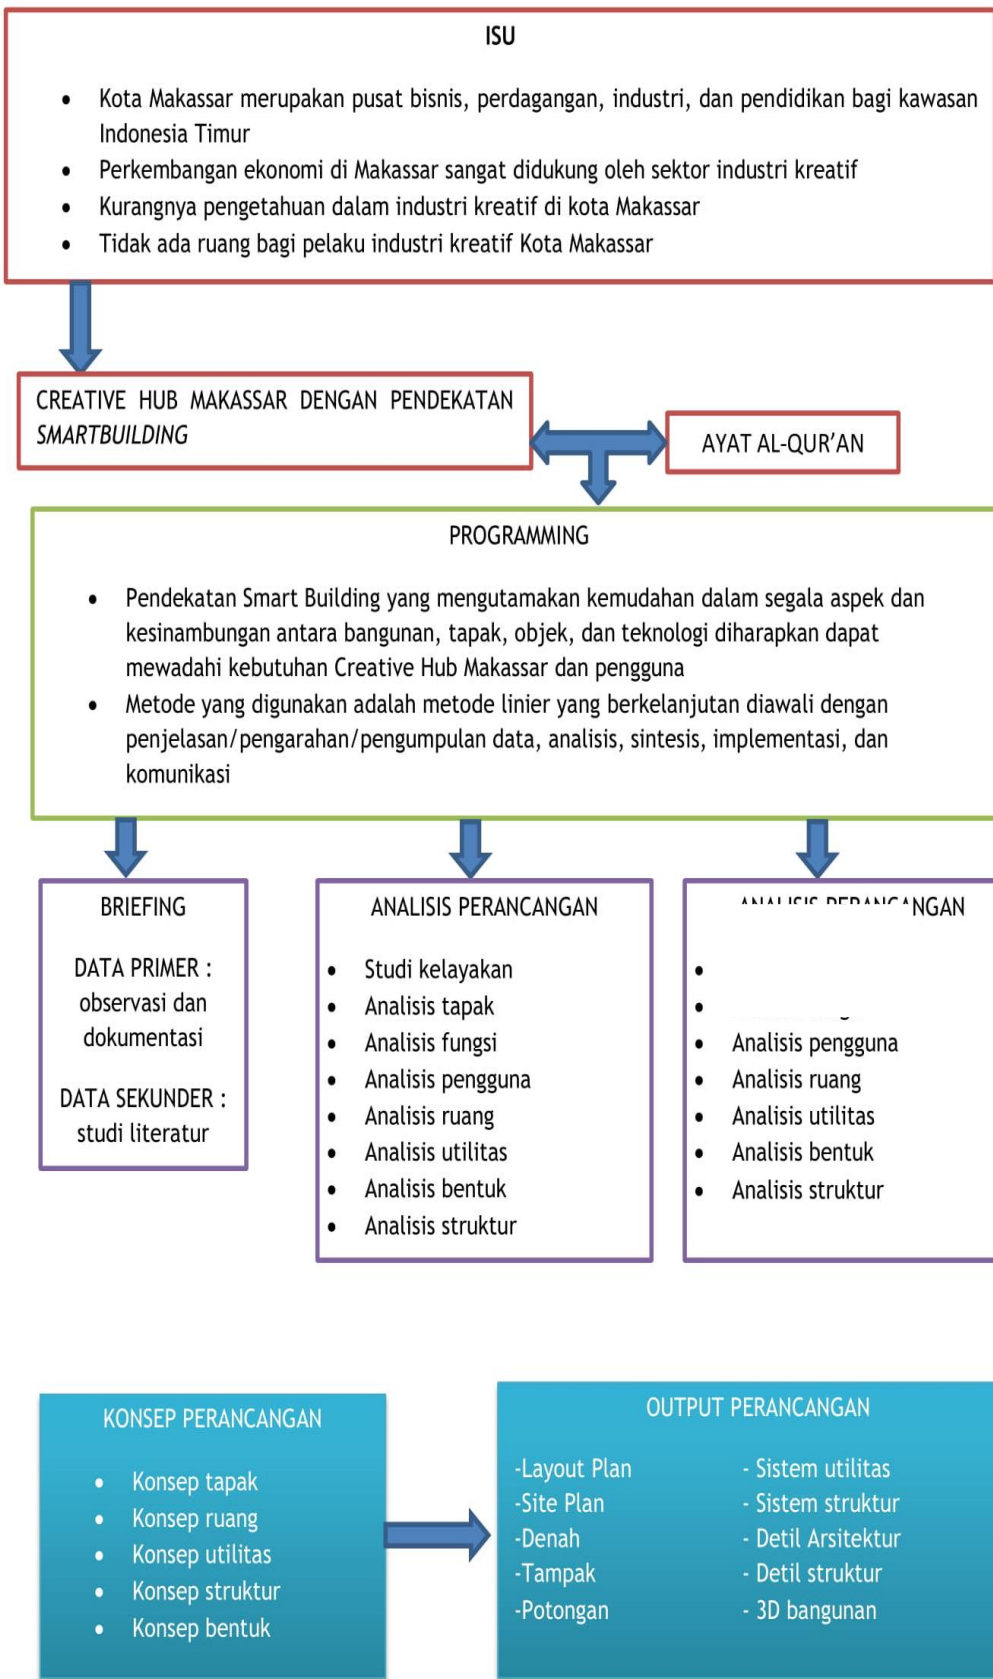 ISU
• Kota Makassar merupakan pusat bisnis, perdagangan, industri, dan pendidikan bagi kawasan
Indonesia Timur
• Perkembangan ekonomi di Makassar sangat didukung oleh sektor industri kreatif
• Kurangnya pengetahuan dalam industri kreatif di kota Makassar
• Tidak ada ruang bagi pelaku industri kreatif Kota Makassar
CREATIVE HUB MAKASSAR DENGAN PENDEKATAN
SMARTBUILDING
AYAT AL-QUR'AN
PROGRAMMING
• Pendekatan Smart Building yang mengutamakan kemudahan dalam segala aspek dan
kesinambungan antara bangunan, tapak, objek, dan teknologi diharapkan dapat
mewadahi kebutuhan Creative Hub Makassar dan pengguna
• Metode yang digunakan adalah metode linier yang berkelanjutan diawali dengan
penjelasan/pengarahan/pengumpulan data, analisis, sintesis, implementasi, dan
komunikasi
BRIEFING
DATA PRIMER :
observasi dan
dokumentasi
DATA SEKUNDER :
studi literatur
ANALISIS PERANCANGAN
• Studi kelayakan
• Analisis tapak
• Analisis fungsi
• Analisis pengguna
• Analisis ruang
• Analisis utilitas
• Analisis bentuk
• Analisis struktur
ANALISIS PERANCANGAN
•
•
• Analisis pengguna
• Analisis ruang
• Analisis utilitas
• Analisis bentuk
• Analisis struktur
KONSEP PERANCANGAN
• Konsep tapak
• Konsep ruang
• Konsep utilitas
• Konsep struktur
• Konsep bentuk
OUTPUT PERANCANGAN
-Layout Plan
-Site Plan
-Denah
-Tampak
-Potongan
- Sistem utilitas
- Sistem struktur
- Detil Arsitektur
- Detil struktur
- 3D bangunan